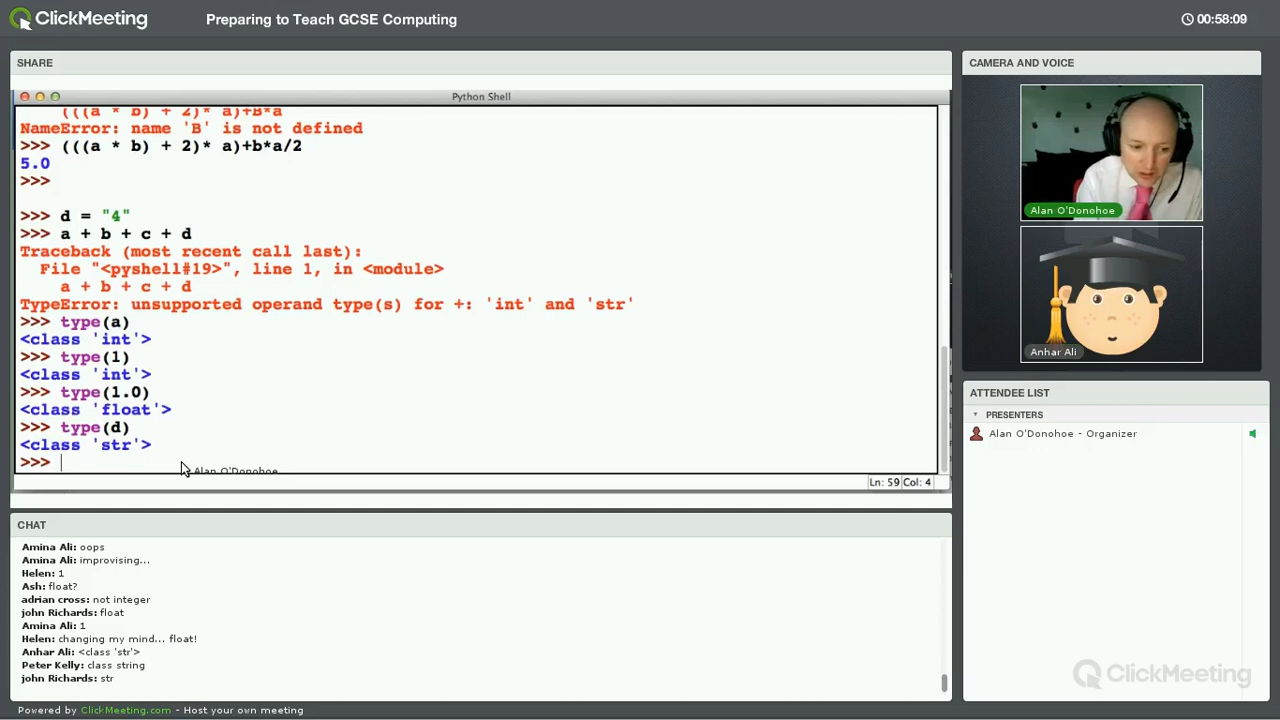 ClickMeeting
Preparing to Teach GCSE Computing
00:58:09
SHARE
Python Shell
(((a * b) + 2)* a)+B*a
NameError: name 'B' is not defined
>>> (((a * b) + 2)* a)+b*a/2
5.0
>>>
>>> d = "4"
>>> a + b + c + d
Traceback (most recent call last):
File "<pyshell#19>", line 1, in <module>
a + b + c + d
TypeError: unsupported operand type(s) for +: 'int' and 'str'
>>> type(a)
<class 'int'>
>>> type(1)
<class 'int'>
>>> type(1.0)
<class 'float'>
>>> type(d)
<class 'str'>
>>>
Alan O'Donohoe
Ln: 59 Col: 4
CHAT
Amina Ali: oops
Amina Ali: improvising...
Helen: 1
Ash: float?
adrian cross: not integer
john Richards: float
Amina Ali: 1
Helen: changing my mind... float!
Anhar Ali: <class 'str'>
Peter Kelly: class string
john Richards: str
CAMERA AND VOICE
Alan O'Donohoe
Anhar Ali
ATTENDEE LIST
PRESENTERS
Alan O'Donohoe - Organizer
ClickMeeting
Powered by ClickMeeting.com - Host your own meeting